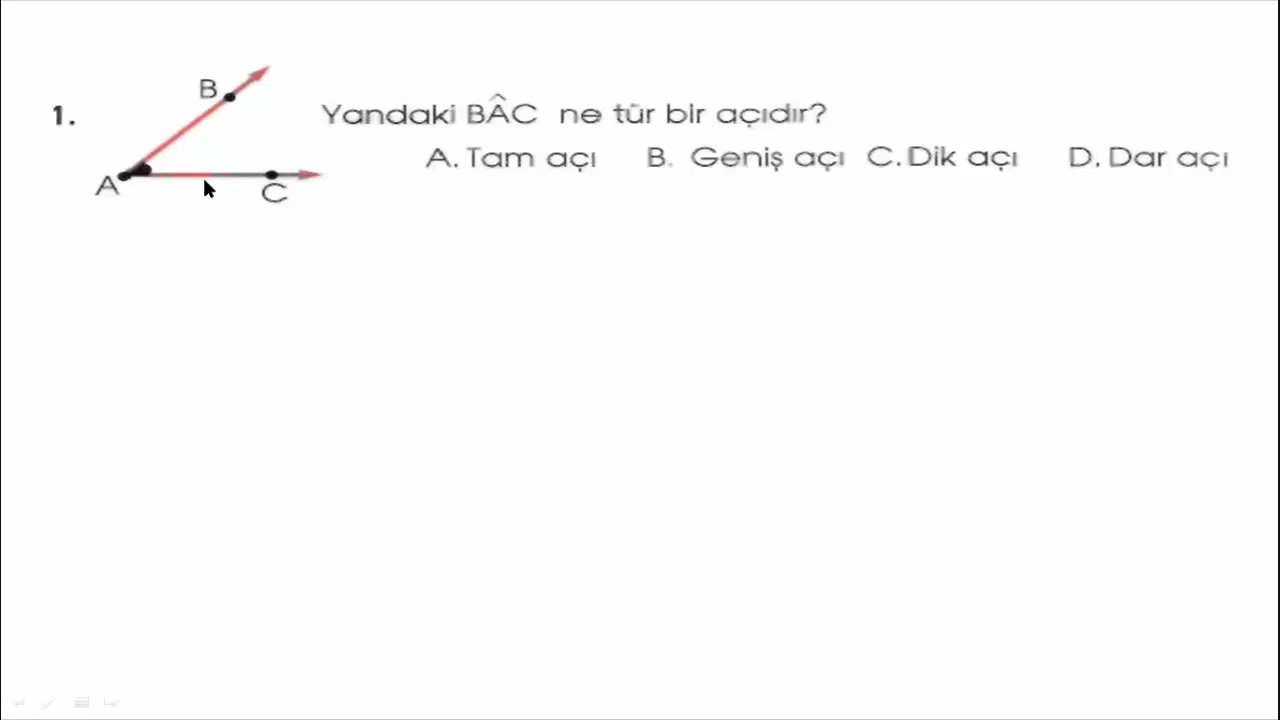 B
1. Yandaki BÂC ne tür bir açıdır?
A. Tam açı B. Geniş açı C. Dik açı D. Dar açı
A C